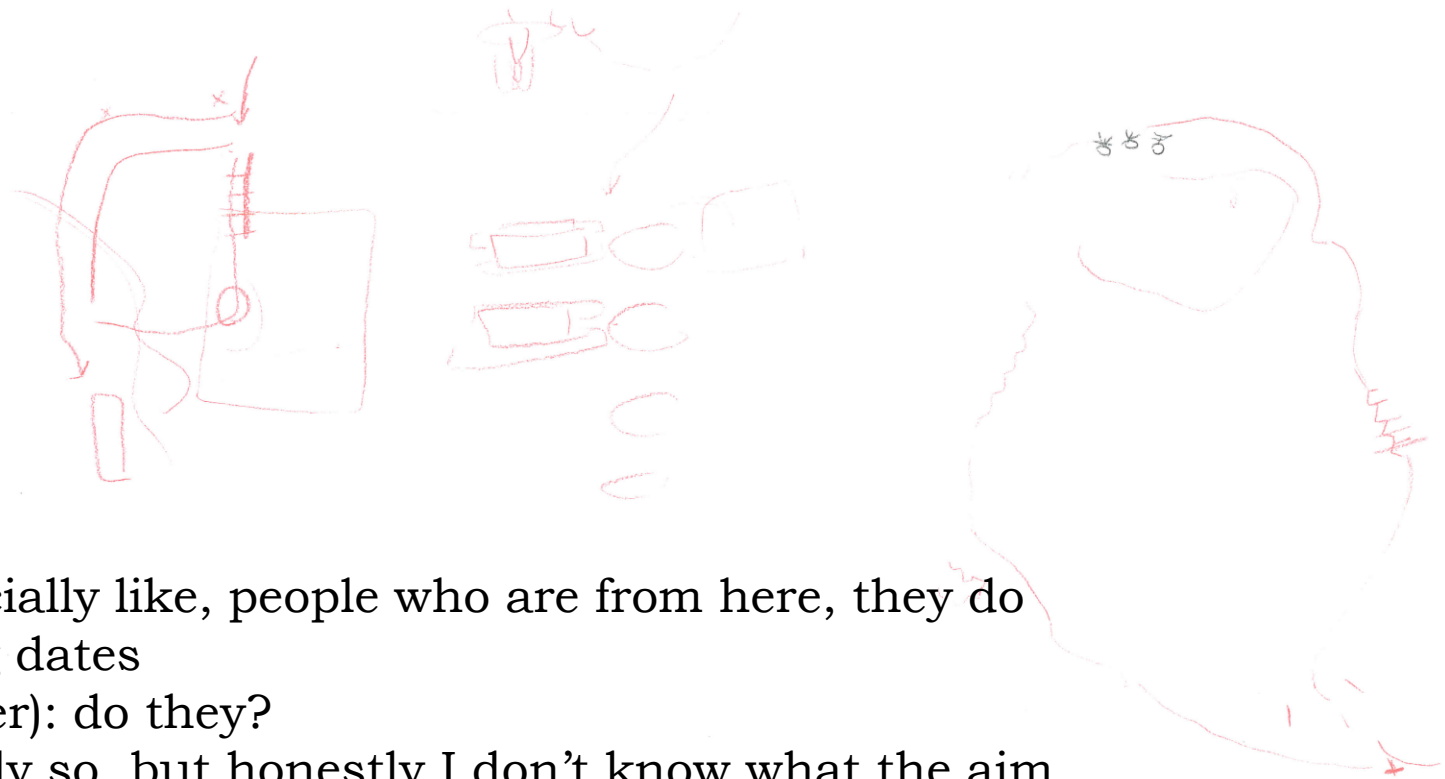 cially like, people who are from here, they do
dates
er): do they?
ly so, but honestly I don't know what the aim